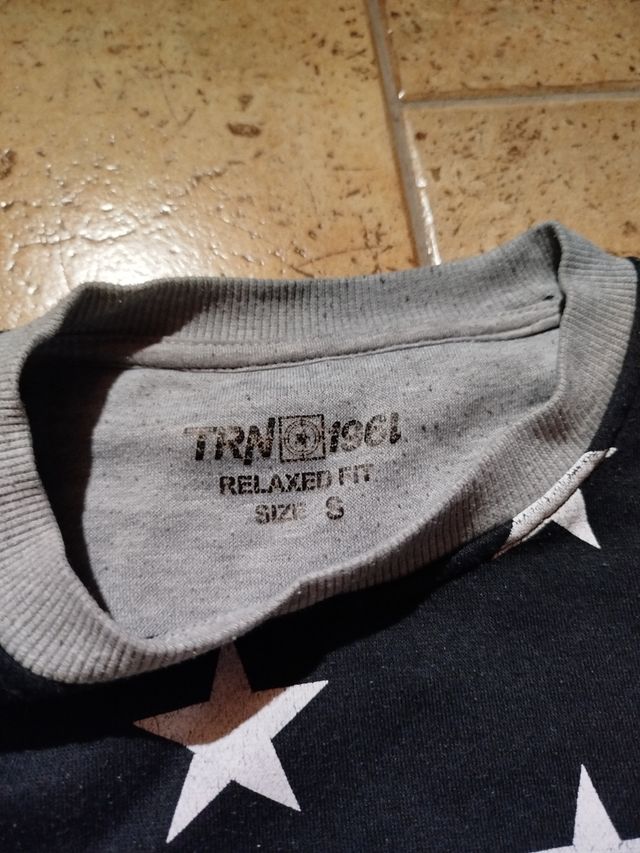 TRN 1961
RELAXED FIT
SIZE S